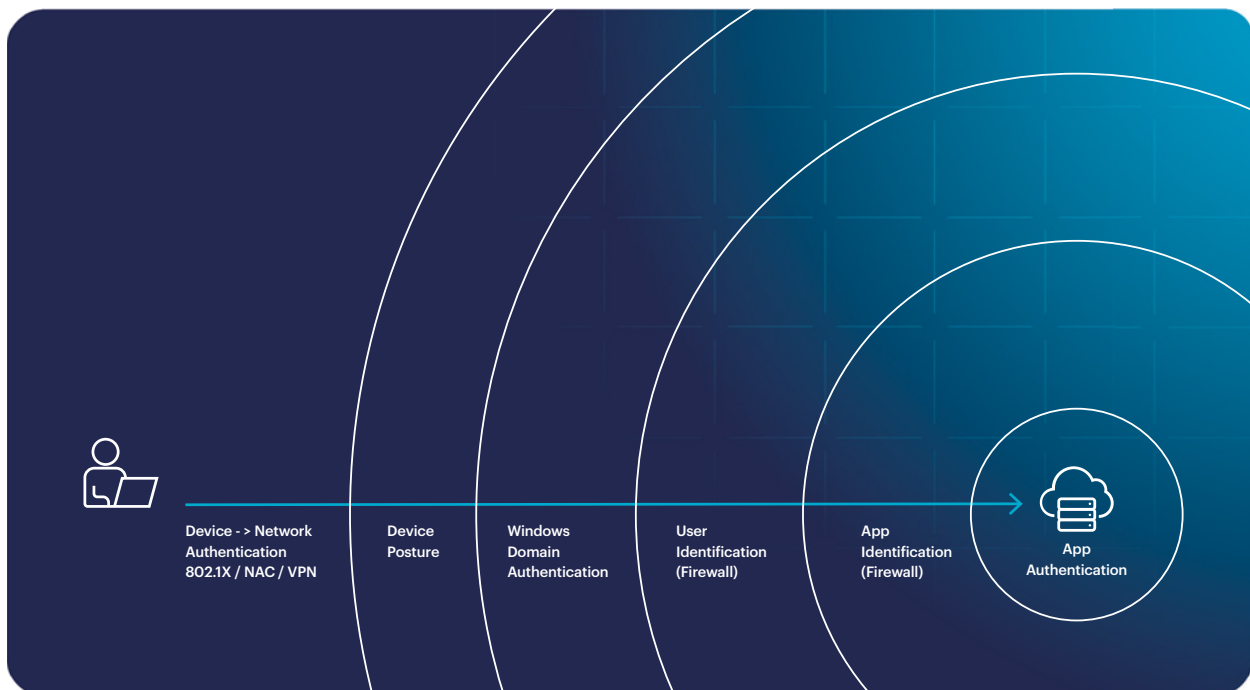 Device - > Network
Authentication
802.1X / NAC / VPN
Device
Posture
Windows
Domain
Authentication
User
Identification
(Firewall)
App
Identification
(Firewall)
App
Authentication